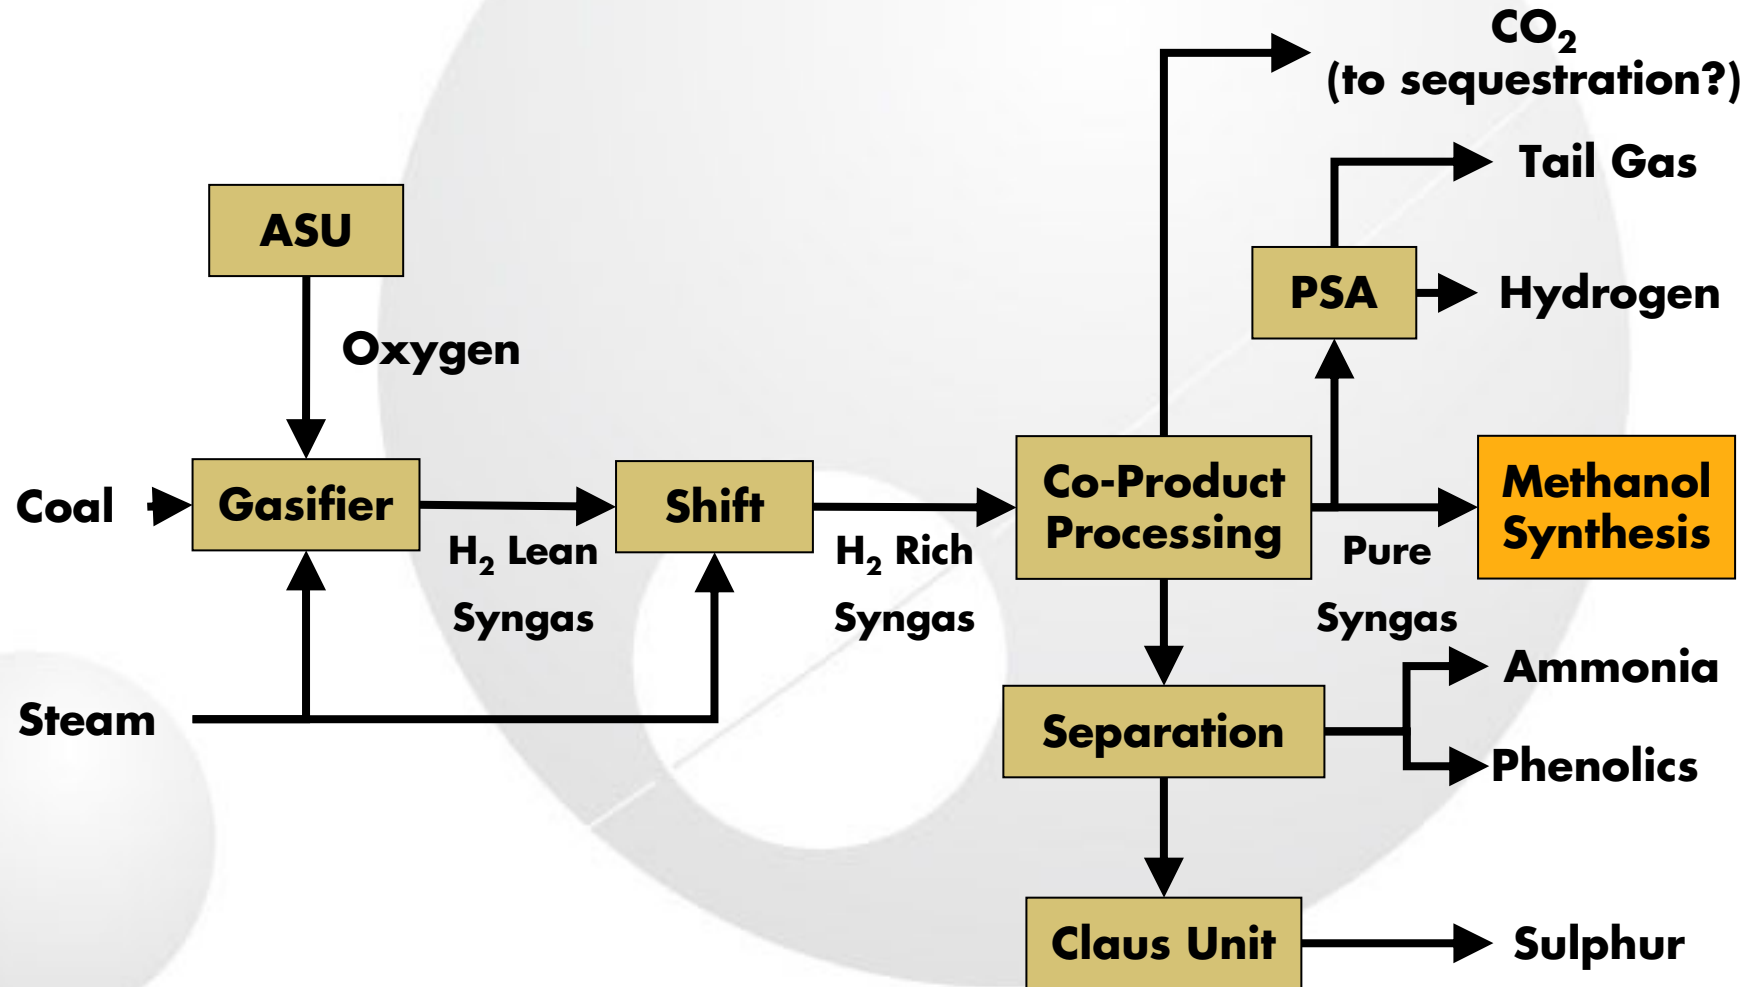 CO₂
(to sequestration?)
Tail Gas
ASU
PSA
Hydrogen
Oxygen
Coal
Gasifier
Shift
Co-Product
Processing
Methanol
Synthesis
H₂ Lean
Syngas
H₂ Rich
Syngas
Pure
Syngas
Steam
Separation
Ammonia
Phenolics
Claus Unit
Sulphur